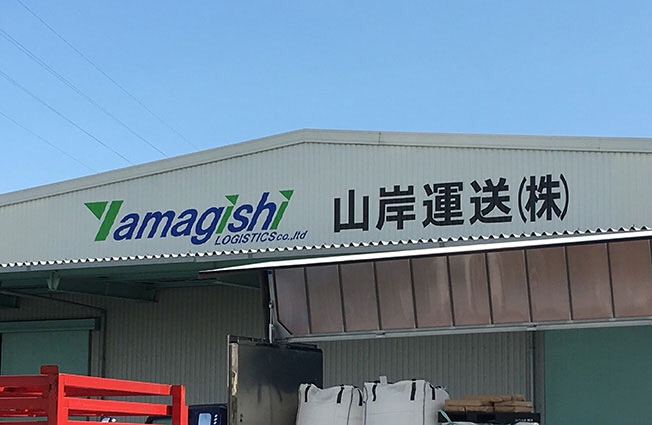 Yamagishi
LOGISTICS co.,ltd
山岸運送(株)